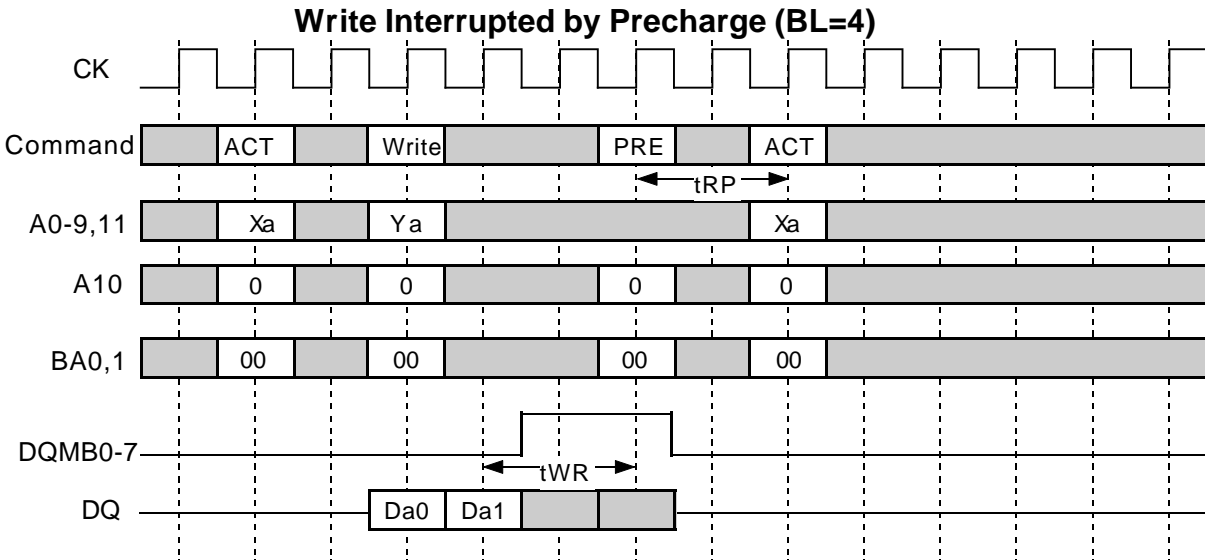 Write Interrupted by Precharge (BL=4)
CK
Command ACT Write PRE ACT
tRP
A0-9,11 Xa Ya Xa
A10 0 0 0 0
BA0,1 00 00 00 00
DQMB0-7
tWR
DQ Da0 Da1